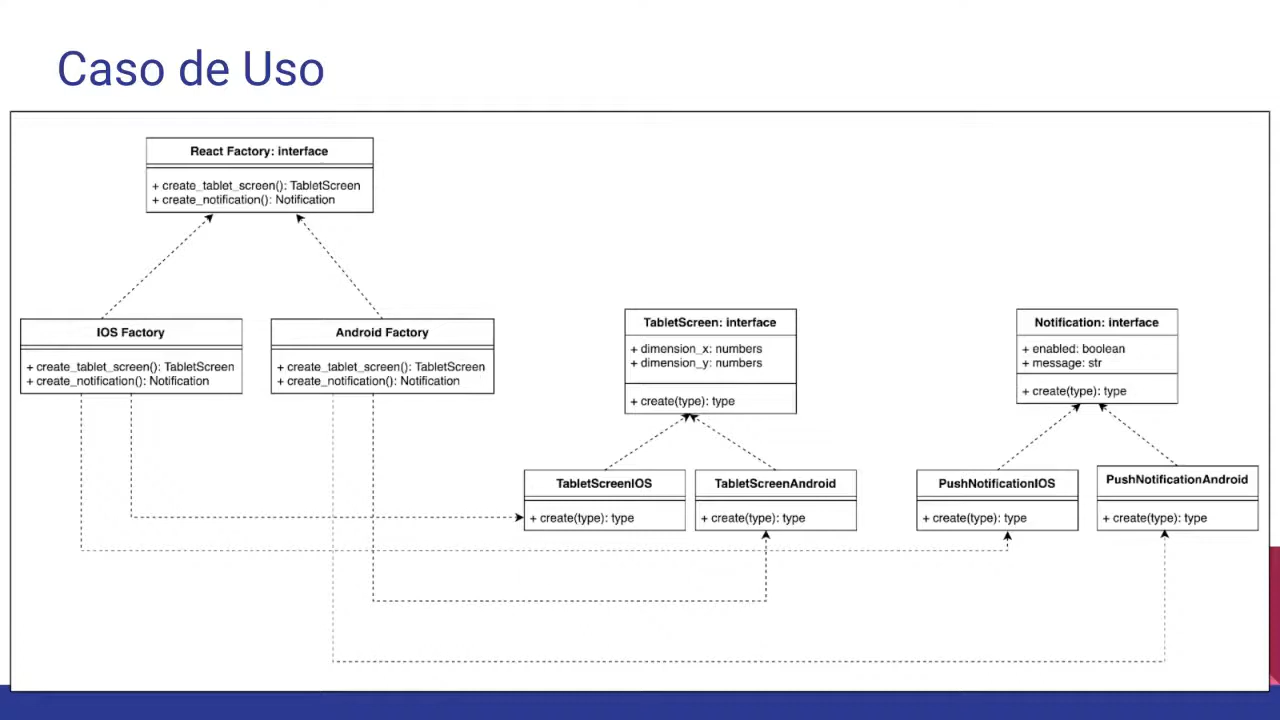 Caso de Uso
React Factory: interface
+ create_tablet_screen(): TabletScreen
+ create_notification(): Notification
IOS Factory
+ create_tablet_screen(): TabletScreen
+ create_notification(): Notification
Android Factory
+ create_tablet_screen(): TabletScreen
+ create_notification(): Notification
TabletScreen: interface
+ dimension_x: numbers
+ dimension_y: numbers
+ create(type): type
Notification: interface
+ enabled: boolean
+ message: str
+ create(type): type
TabletScreenIOS
+ create(type): type
TabletScreenAndroid
+ create(type): type
PushNotificationIOS
+ create(type): type
PushNotificationAndroid
+ create(type): type